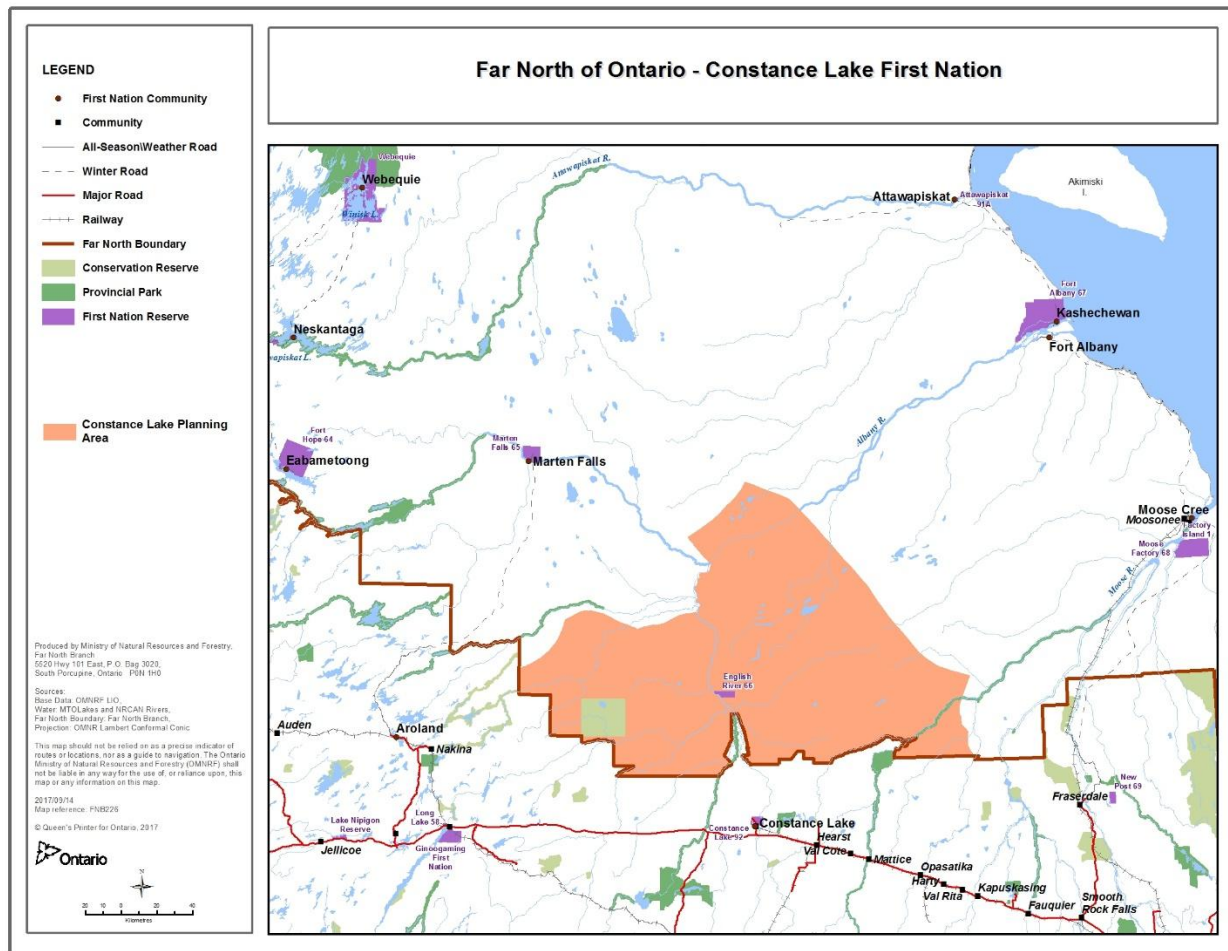 Far North of Ontario - Constance Lake First Nation
LEGEND
First Nation Community
Community
All-Season\Weather Road
Winter Road
Major Road
Railway
Far North Boundary
Conservation Reserve
Provincial Park
First Nation Reserve
Constance Lake Planning
Area
Produced by Ministry of Natural Resources and Forestry,
Far North Branch
5520 Hwy 101 East, P.O. Bag 3020,
South Porcupine, Ontario P0N 1H0
Sources:
Base Data: OMNRF LIO,
Water: MTOLakes and NRCAN Rivers,
Far North Boundary: Far North Branch,
Projection: OMNR Lambert Conformal Conic
This map should not be relied on as a precise indicator of
routes or locations, nor as a guide to navigation. The Ontario
Ministry of Natural Resources and Forestry (OMNRF) shall
not be liable in any way for the use of, or reliance upon, this
map or any information on this map.
2017/09/14
Map reference: FNB226
© Queen's Printer for Ontario, 2017
Ontario
N
20 0 20 40
Kilometres
Webequie
Webequie
Winisk L.
Attawapiskat R.
Attawapiskat
Attawapiskat
91A
Akimiski
I.
Fort
Albany 67
Kashechewan
Fort Albany
Neskantaga
wapiskat L.
Albany R.
Fort
Hope 64
Eabametoong
Marten
Falls 65
Marten Falls
Moose Cree
Moosonee
Factory
Island 1
Moose
Factory 68
Moose R.
English
River 66
Auden
Aroland
Nakina
New
Post 69
Fraserdale
Lake Nipigon
Reserve
Jellicoe
Long
Lake 58
Ginoogaming
First
Nation
Constance
Lake 92
Constance Lake
Hearst
Val Cote
Mattice
Opasatika
Harty
Val Rita
Kapuskasing
Fauquier
Smooth
Rock Falls